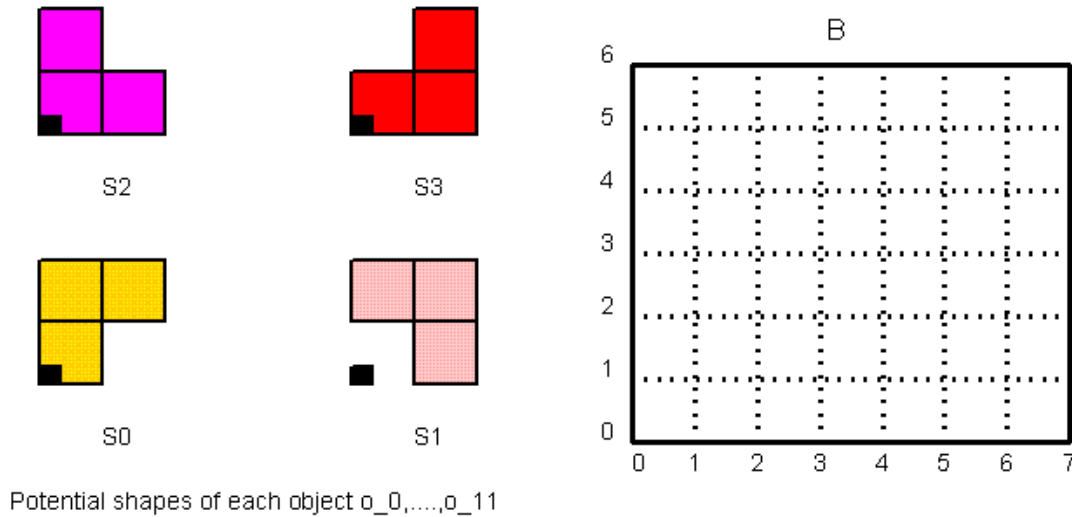 S2
S3
S0
S1
Potential shapes of each object o_0,....,o_11
B
6
5
4
3
2
1
0
0 1 2 3 4 5 6 7